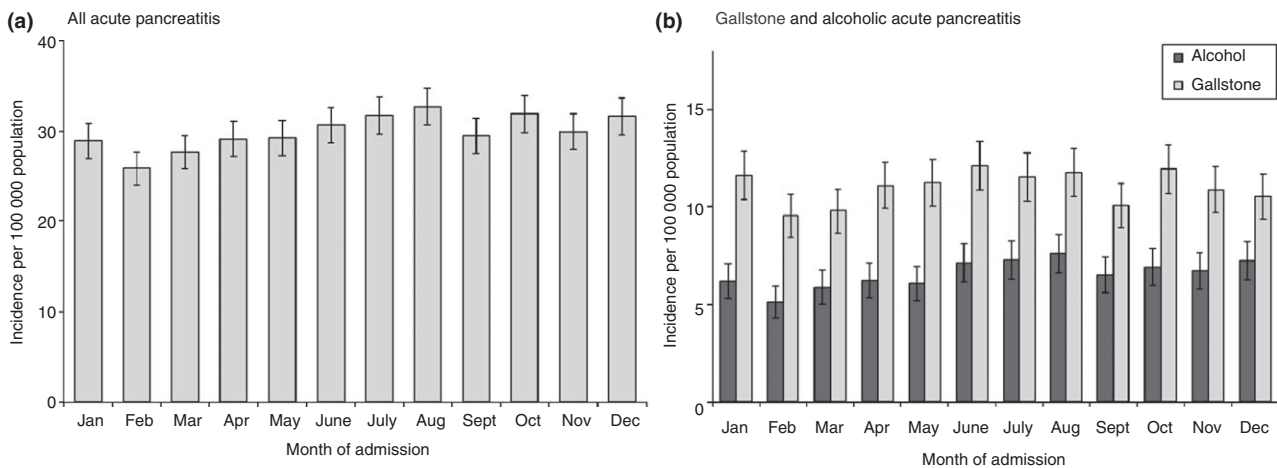 (a) All acute pancreatitis
40
30
20
10
0
Incidence per 100 000 population
Jan Feb Mar Apr May June July Aug Sept Oct Nov Dec
Month of admission
(b) Gallstone and alcoholic acute pancreatitis
Alcohol
Gallstone
15
10
5
0
Incidence per 100 000 population
Jan Feb Mar Apr May June July Aug Sept Oct Nov Dec
Month of admission